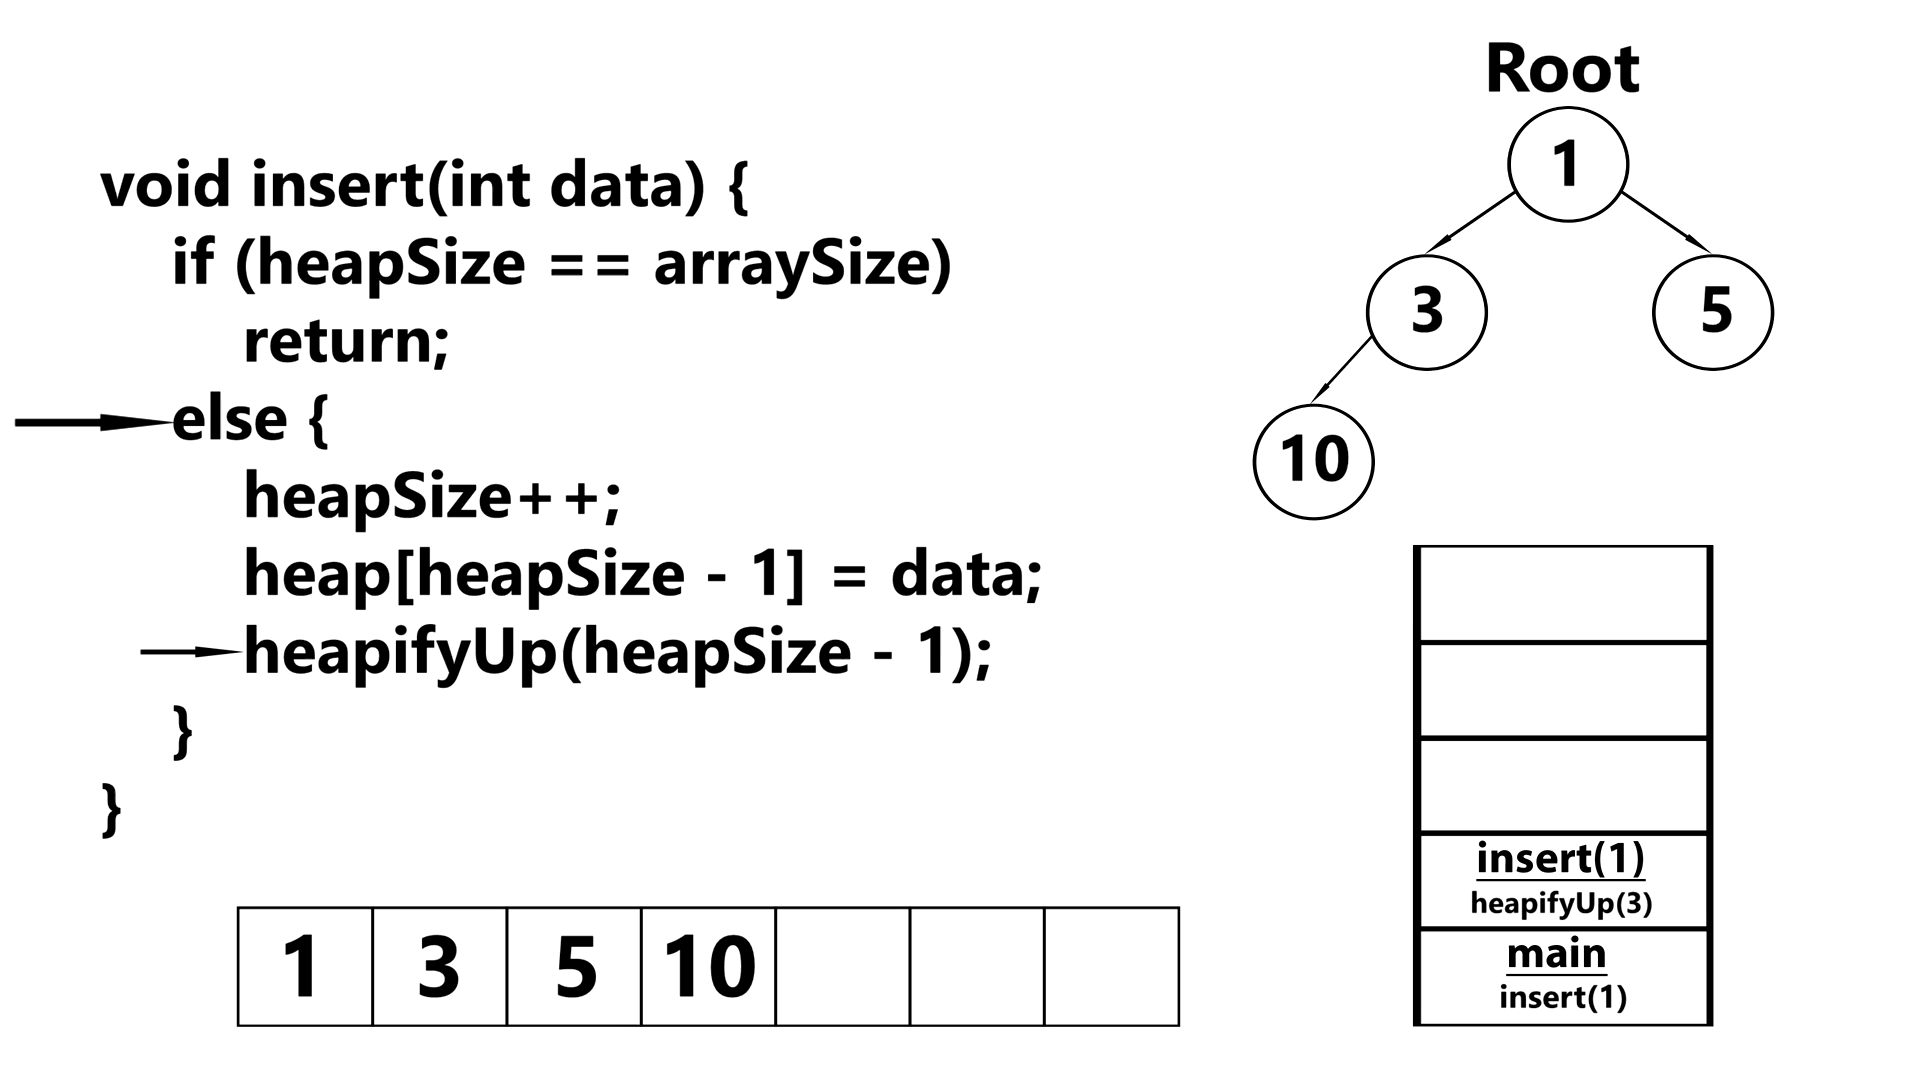 void insert(int data) {
if (heapSize == arraySize)
return;
else {
heapSize++;
heap[heapSize - 1] = data;
heapifyUp(heapSize - 1);
}
}
1 3 5 10
Root
1
3 5
10
insert(1)
heapifyUp(3)
main
insert(1)